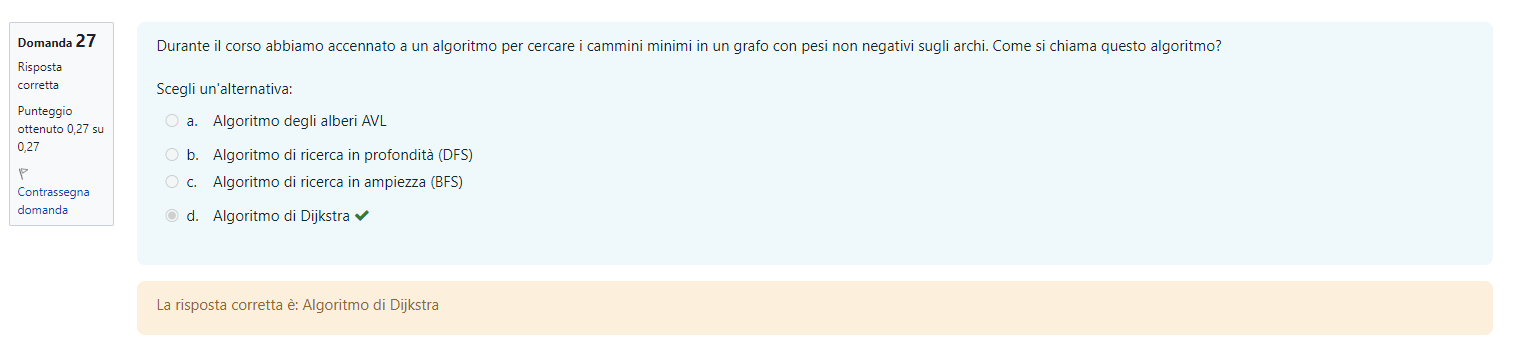 Domanda 27
Risposta
corretta
Punteggio
ottenuto 0,27 su
0,27
Contrassegna
domanda
Durante il corso abbiamo accennato a un algoritmo per cercare i cammini minimi in un grafo con pesi non negativi sugli archi. Come si chiama questo algoritmo?
Scegli un'alternativa:
a. Algoritmo degli alberi AVL
b. Algoritmo di ricerca in profondità (DFS)
c. Algoritmo di ricerca in ampiezza (BFS)
d. Algoritmo di Dijkstra
La risposta corretta è: Algoritmo di Dijkstra